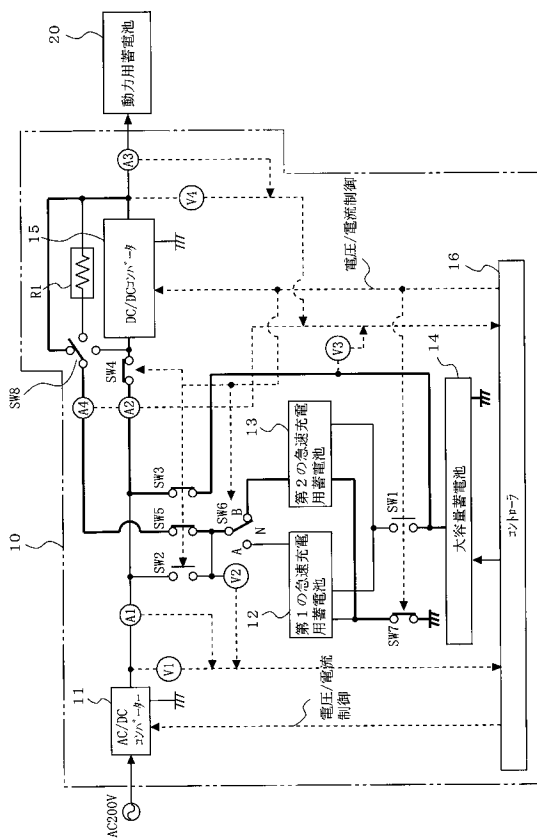 10
20
動力用蓄電池
A3
V4
15
DC/DCコンバータ
R1
SW8
SW4
A4
A2
電圧/電流制御
16
V3
14
SW3
SW5
SW2
SW6
A
B
N
13
第2の急速充電
用蓄電池
12
第1の急速充電
用蓄電池
V2
SW1
SW7
大容量蓄電池
コントローラ
A1
V1
11
AC/DC
コンバーター
電圧/電流
制御
AC200V